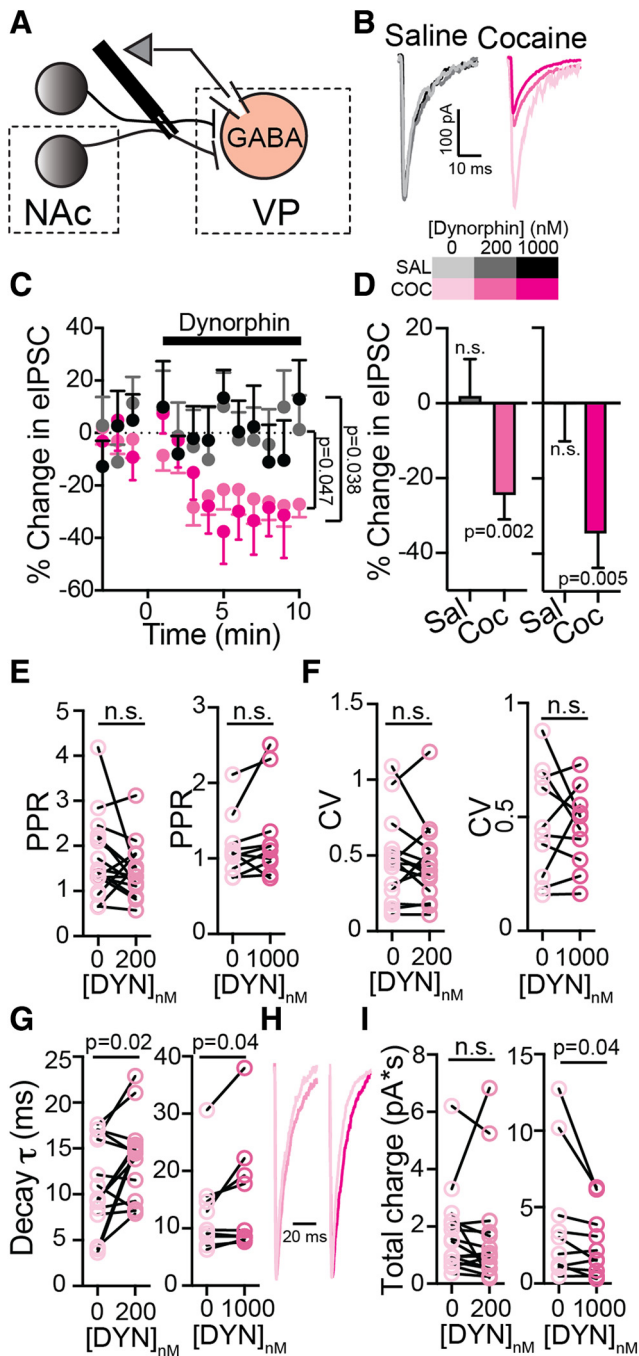 A
NAc
GABA
VP
B
Saline Cocaine
100 pA
10 ms
[Dynorphin] (nM)
0 200 1000
SAL
COC
C
Dynorphin
% Change in eIPSC
40
20
0
-20
-40
-60
0 5 10
Time (min)
p=0.047
p=0.038
D
% Change in eIPSC
20
0
-20
-40
n.s.
p=0.002
n.s.
p=0.005
Sal Coc Sal Coc
E
n.s.
PPR
5
4
3
2
1
0
0 200
[DYN]nM
n.s.
PPR
3
2
1
0
0 1000
[DYN]nM
F
n.s.
CV
1.5
1
0.5
0
0 200
[DYN]nM
n.s.
CV
1
0.5
0
0 1000
[DYN]nM
G
p=0.02
Decay τ (ms)
25
20
15
10
5
0
0 200
[DYN]nM
p=0.04
40
30
20
10
0
0 1000
[DYN]nM
H
20 ms
I
n.s.
Total charge (pA*s)
8
6
4
2
0
0 200
[DYN]nM
p=0.04
15
10
5
0
0 1000
[DYN]nM